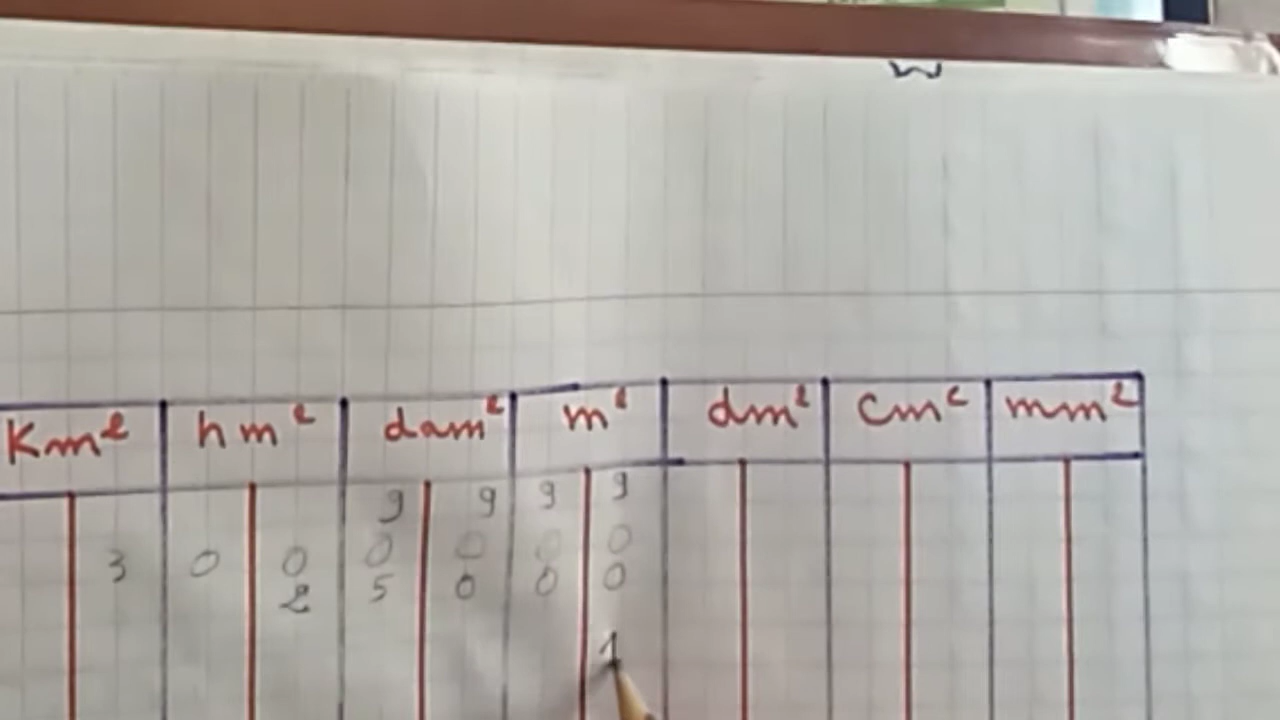 Km² hm² dam² m² dm² cm² mm²
9 9 9 9
3 0 0 0 0 0 0
2 5 0 0 0
1